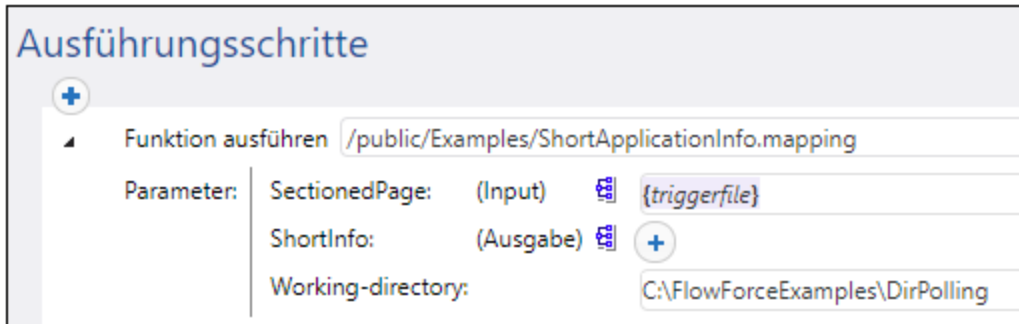 Ausführungsschritte
Funktion ausführen /public/Examples/ShortApplicationInfo.mapping
Parameter: SectionedPage: (Input) {triggerfile}
ShortInfo: (Ausgabe)
Working-directory: C:\FlowForceExamples\DirPolling